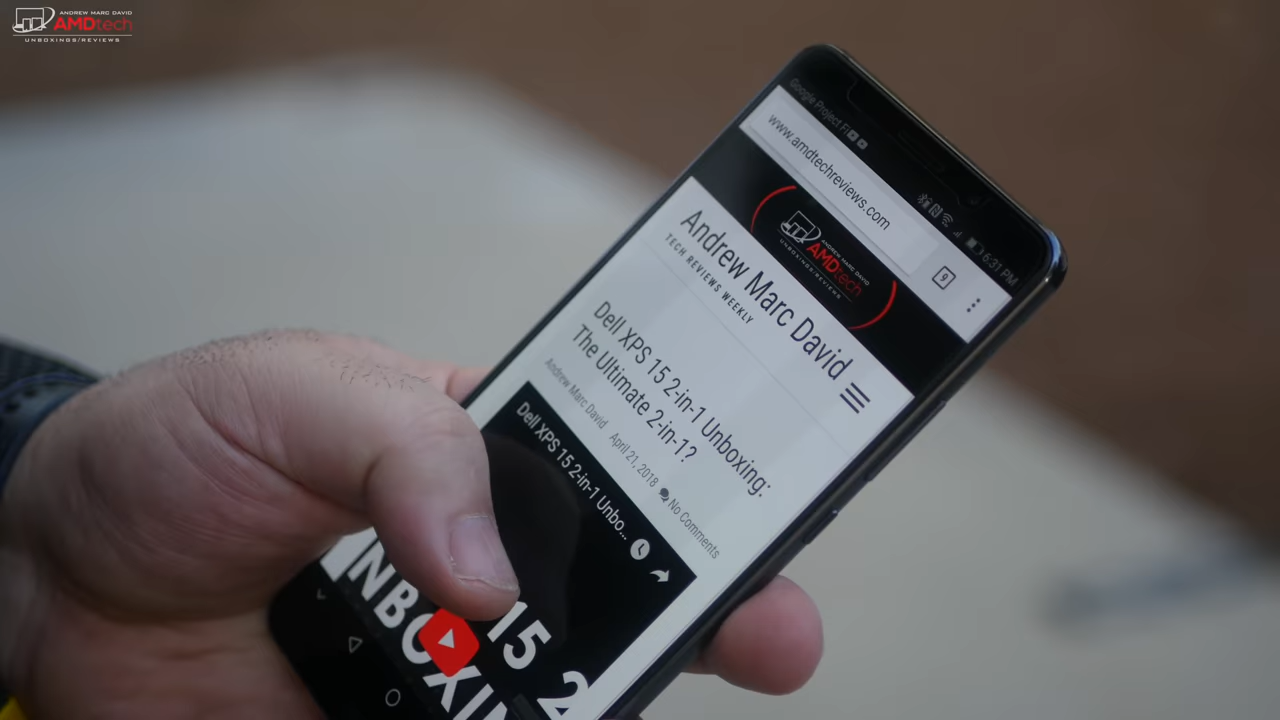 ANDREW MARC DAVID
AMDtech
UNBOXINGS/REVIEWS
Google Project Fi
6:31 PM
www.amdtechreviews.com
9
ANDREW MARC DAVID
AMDtech
UNBOXINGS/REVIEWS
Andrew Marc David
TECH REVIEWS WEEKLY
Dell XPS 15 2-in-1 Unboxing:
The Ultimate 2-in-1?
Andrew Marc David April 21, 2018 No Comments
Dell XPS 15 2-in-1 Unbo...
15 2
NBOXIN